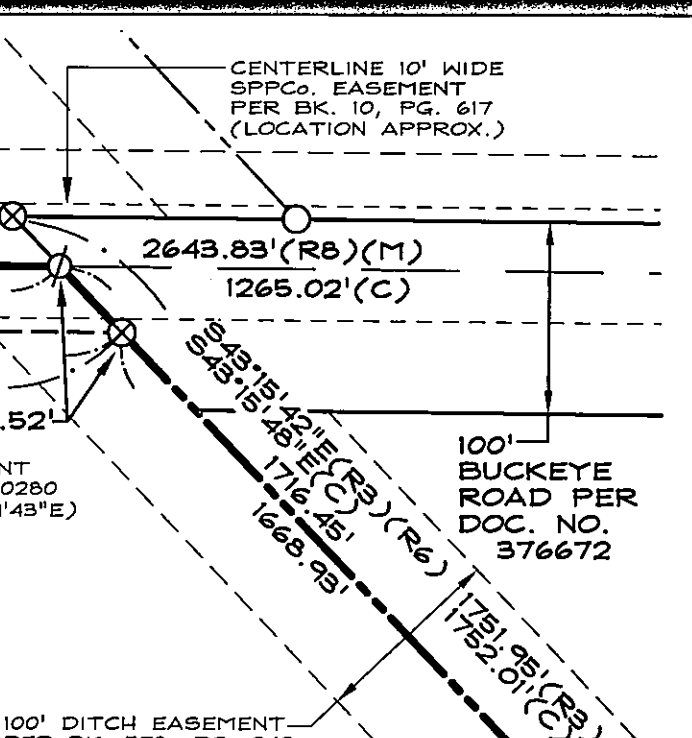 CENTERLINE 10' WIDE
SPPCo. EASEMENT
PER BK. 10, PG. 617
(LOCATION APPROX.)
2643.83'(R8)(M)
1265.02'(C)
S43°15'42"E(R3)(R6)
S43°15'48"E(C)
1716.45'
1668.93'
.52'
NT
0280
'43"E)
100'
BUCKEYE
ROAD PER
DOC. NO.
376672
1751.95'(R3)
1752.01'(C)
100' DITCH EASEMENT